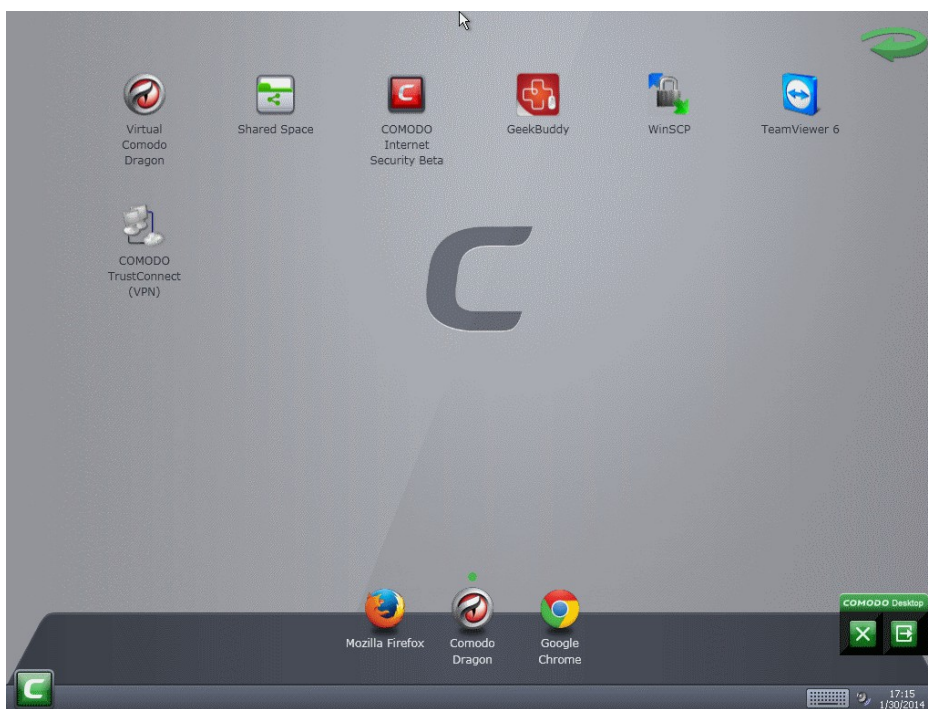 Virtual
Comodo
Dragon
Shared Space
COMODO
Internet
Security Beta
GeekBuddy
WinSCP
TeamViewer 6
COMODO
TrustConnect
(VPN)
Mozilla Firefox
Comodo
Dragon
Google
Chrome
COMODO Desktop
17:15
1/30/2014